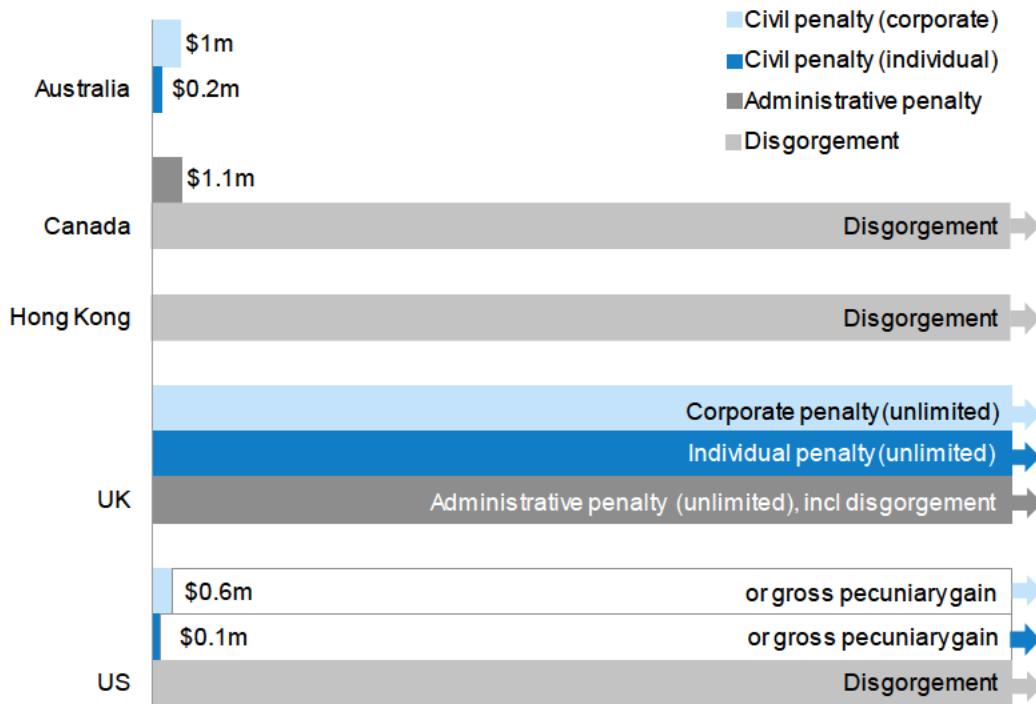 Civil penalty (corporate)
Civil penalty (individual)
Administrative penalty
Disgorgement
Australia
$1m
$0.2m
Canada
$1.1m
Disgorgement
Hong Kong
Disgorgement
UK
Corporate penalty (unlimited)
Individual penalty (unlimited)
Administrative penalty (unlimited), incl disgorgement
US
$0.6m or gross pecuniary gain
$0.1m or gross pecuniary gain
Disgorgement